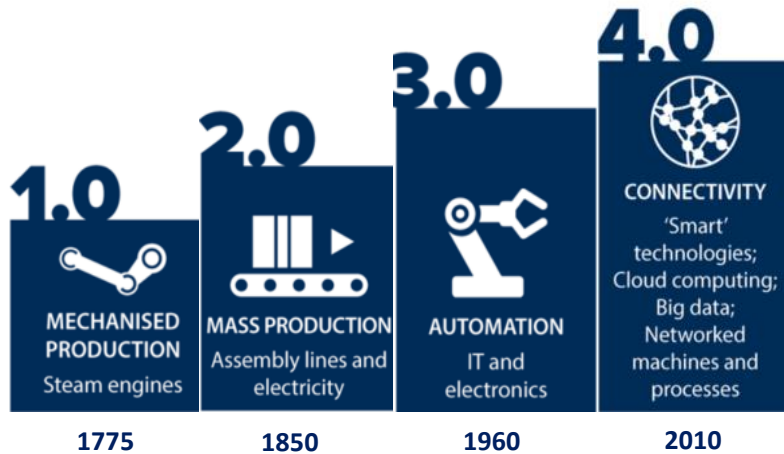 1.0
MECHANISED
PRODUCTION
Steam engines
1775
2.0
MASS PRODUCTION
Assembly lines and
electricity
1850
3.0
AUTOMATION
IT and
electronics
1960
4.0
CONNECTIVITY
‘Smart’
technologies;
Cloud computing;
Big data;
Networked
machines and
processes
2010